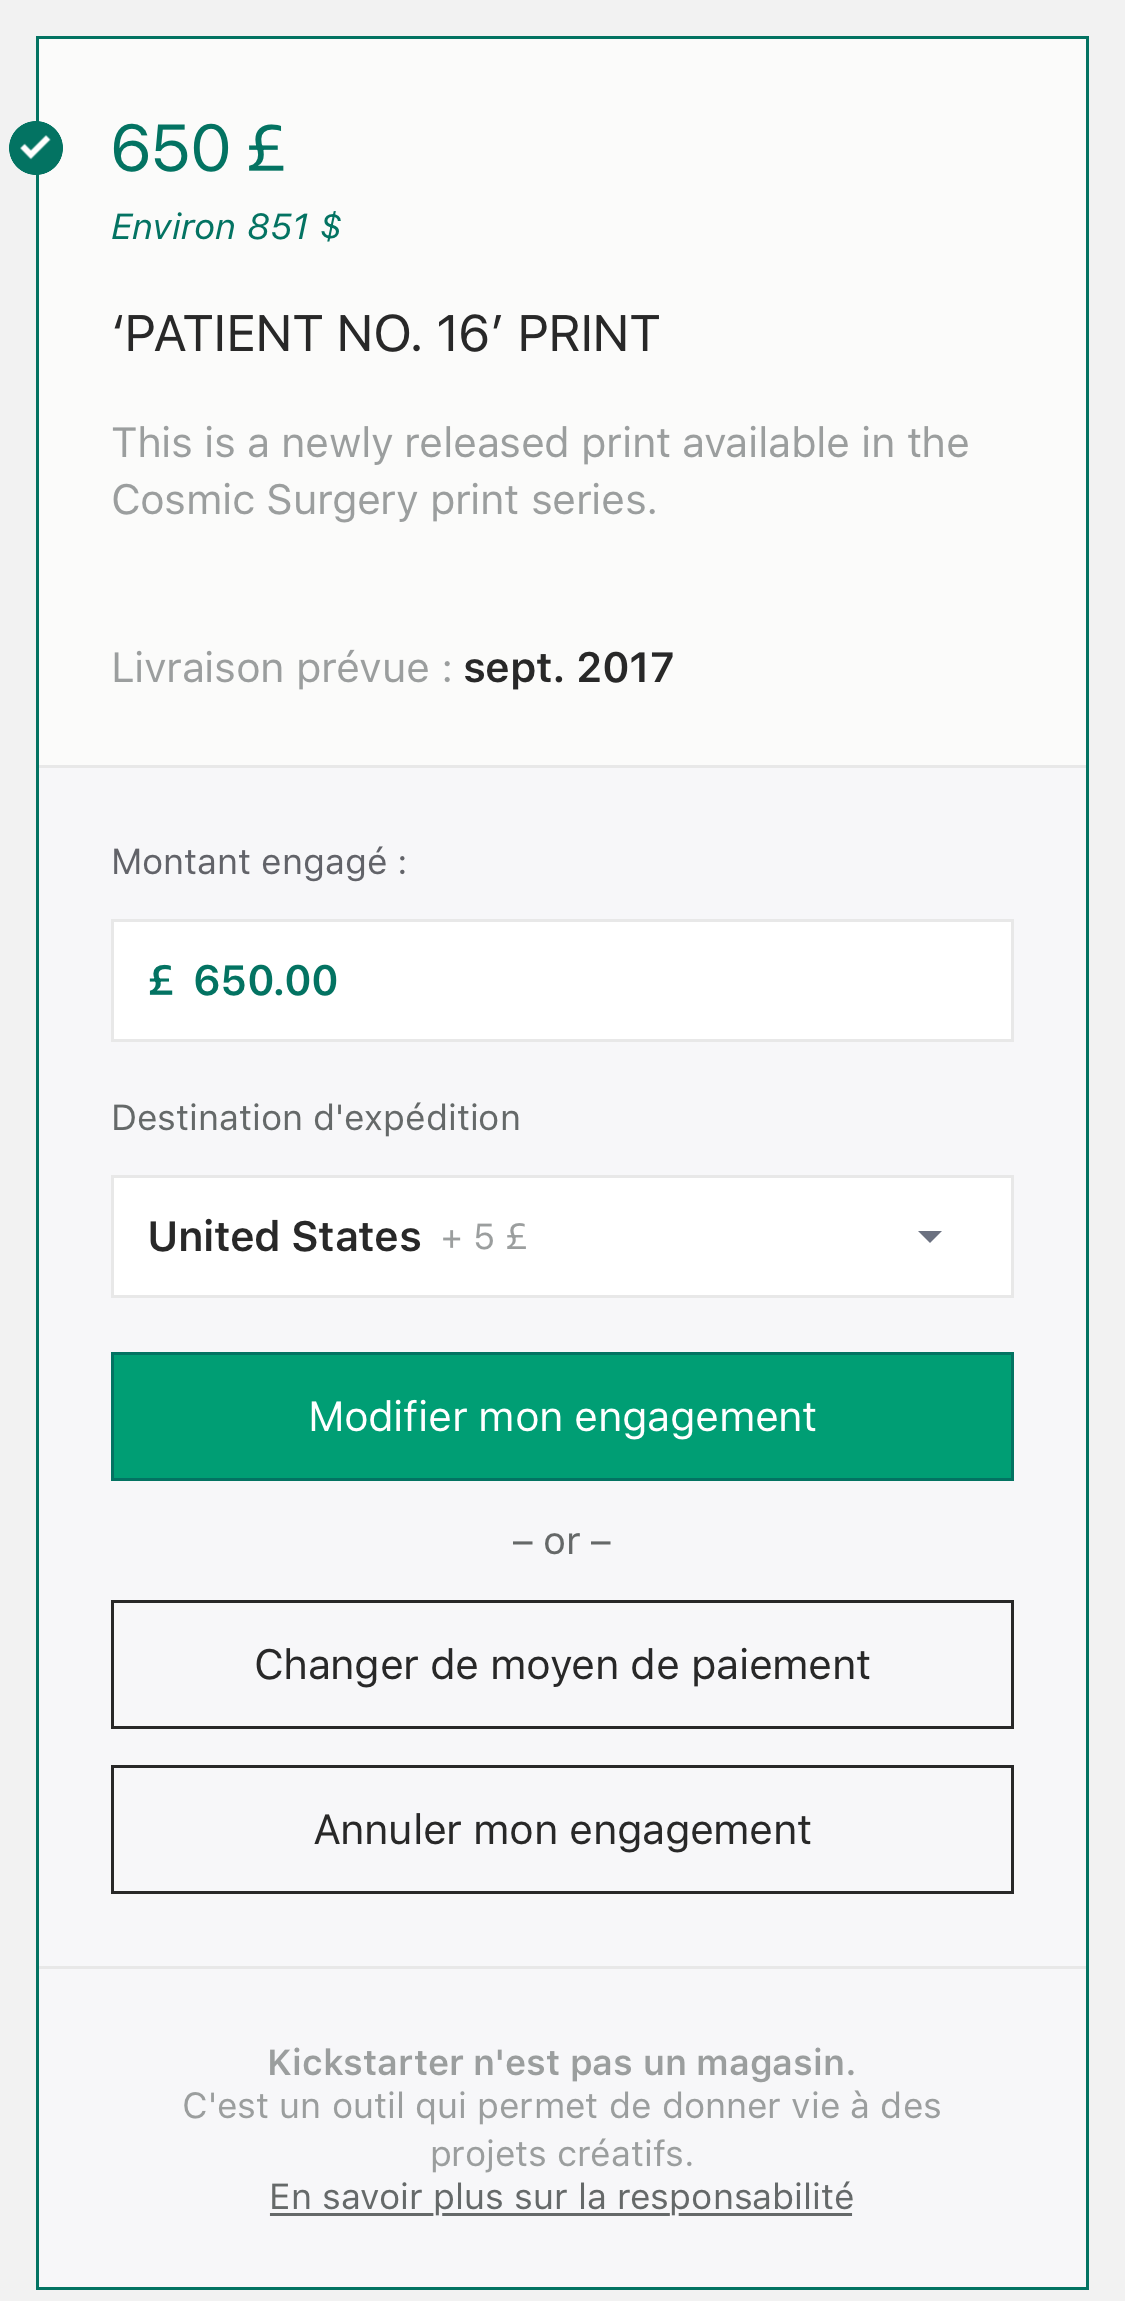 650 £
Environ 851 $
‘PATIENT NO. 16’ PRINT
This is a newly released print available in the
Cosmic Surgery print series.
Livraison prévue : sept. 2017
Montant engagé :
£ 650.00
Destination d'expédition
United States + 5 £
Modifier mon engagement
– or –
Changer de moyen de paiement
Annuler mon engagement
Kickstarter n'est pas un magasin.
C'est un outil qui permet de donner vie à des
projets créatifs.
En savoir plus sur la responsabilité